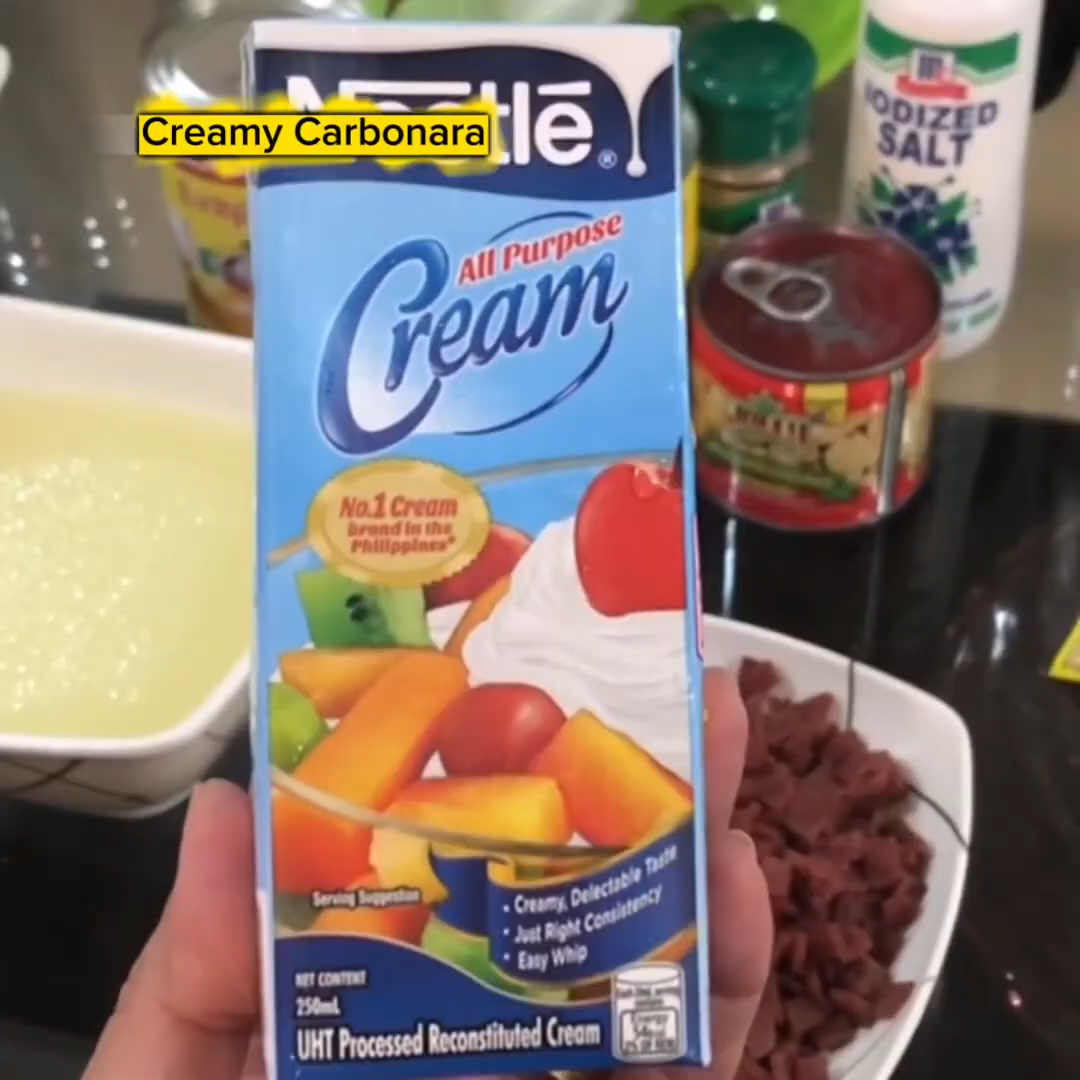 Creamy Carbonara
Nestlé®
All Purpose
Cream
No.1 Cream
brand in the
Philippines*
Serving Suggestion
• Creamy, Delectable Taste
• Just Right Consistency
• Easy Whip
NET CONTENT
250mL
UHT Processed Reconstituted Cream
Energy
IODIZED
SALT